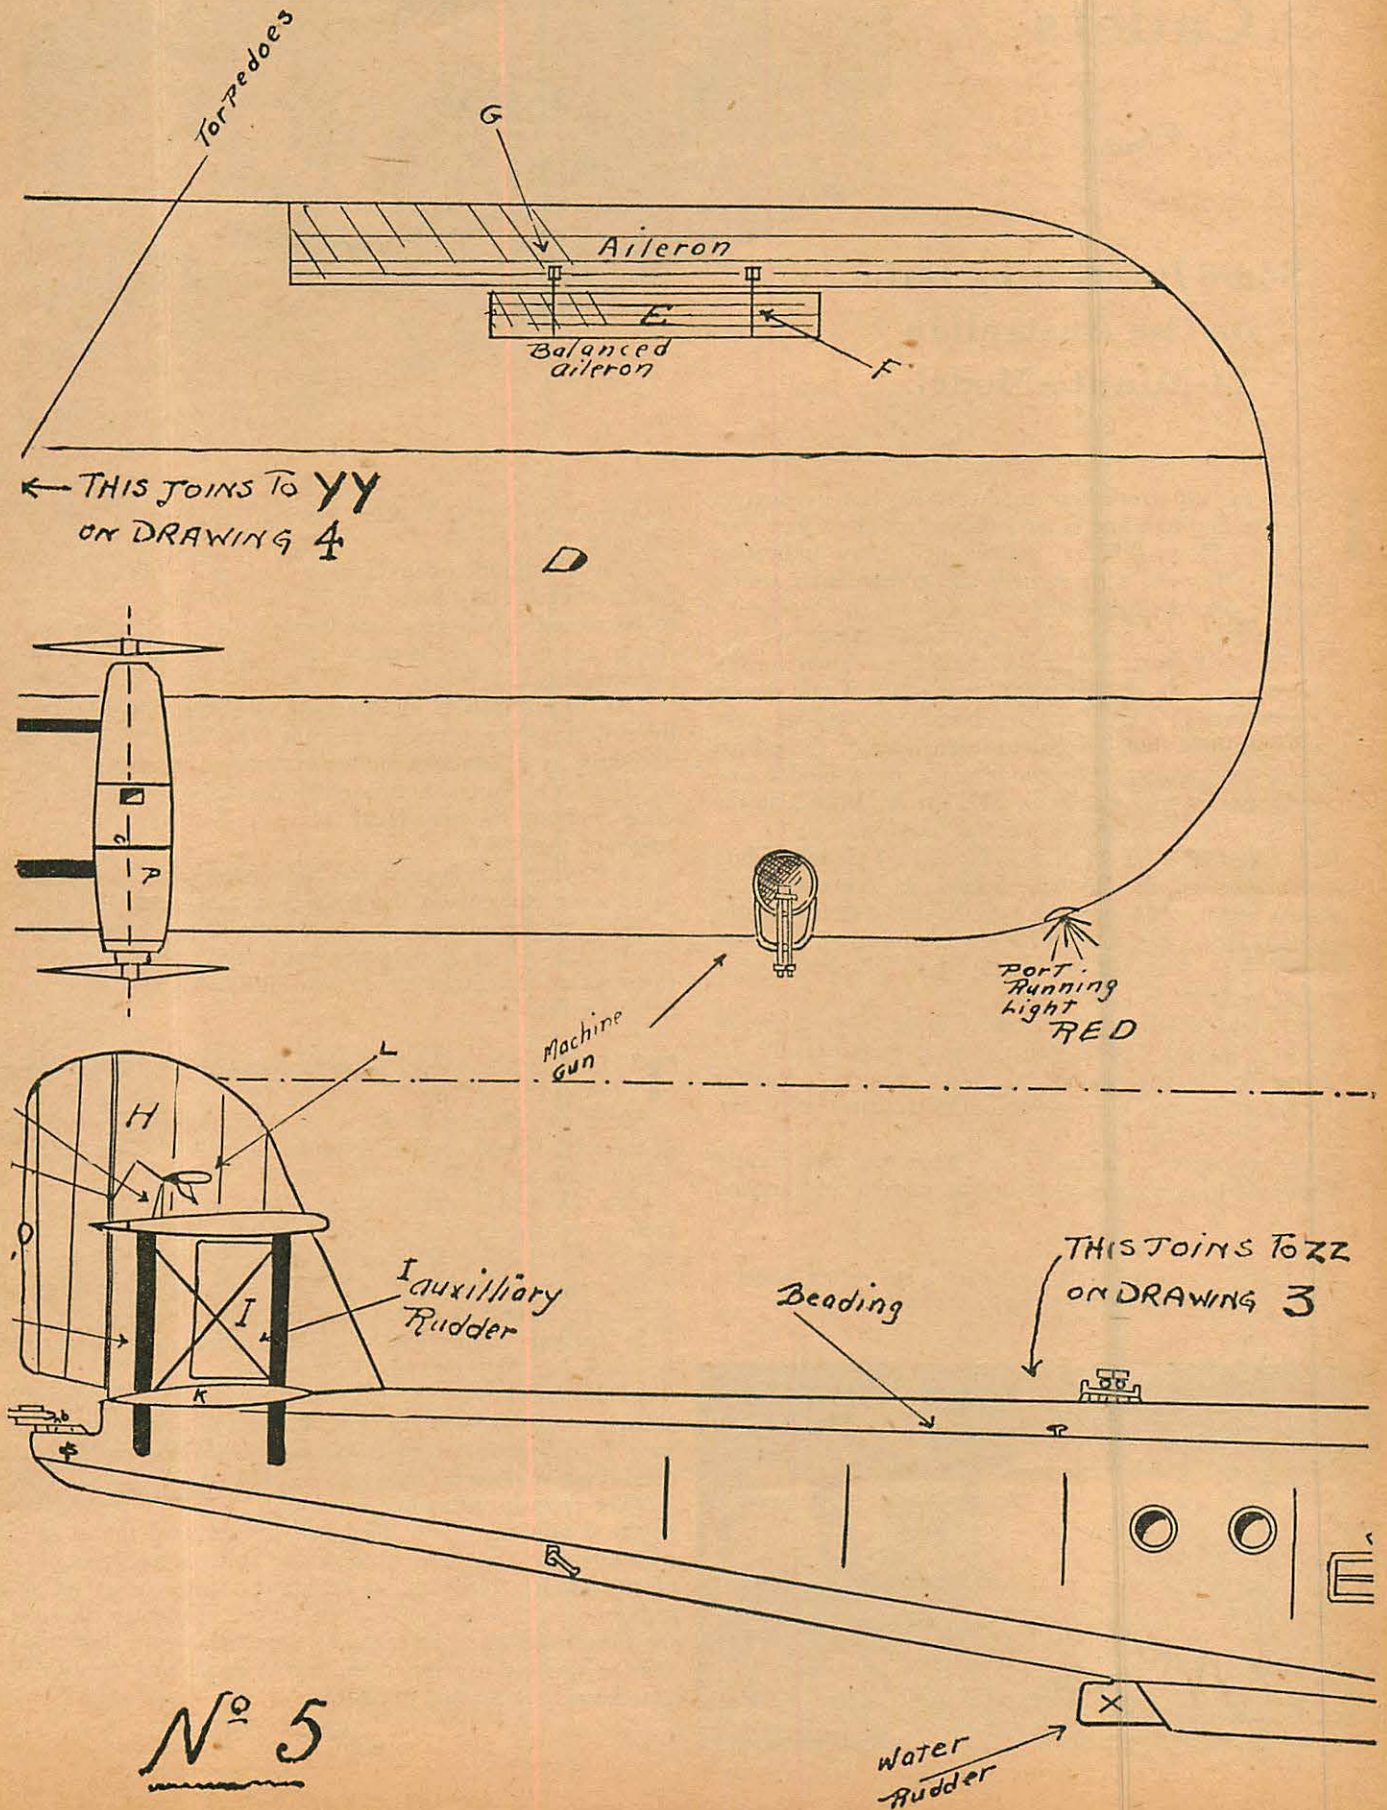 Torpedoes
G
Aileron
E
Balanced
aileron
F
THIS JOINS TO YY
ON DRAWING 4
D
P
Port.
Running
Light
RED
Machine
Gun
L
H
O
I
auxilliary
Rudder
I
K
THIS JOINS TO ZZ
ON DRAWING 3
Beading
X
Water
Rudder
Nº 5